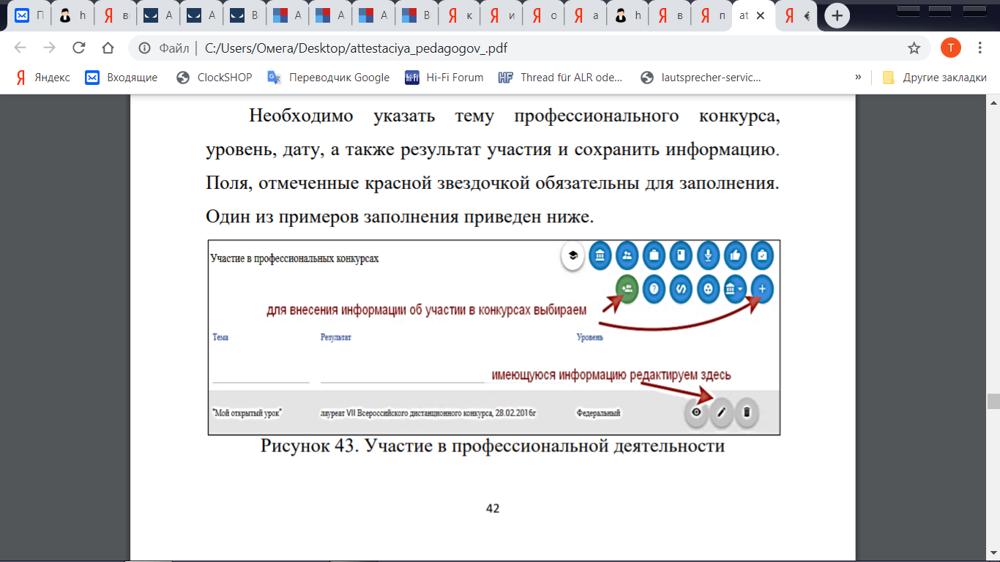 П h Я в А А В А А А В к Я и Я о Я а h Я в Я п at Я
Файл | C:/Users/Омега/Desktop/attestaciya_pedagogov_.pdf Т
Яндекс Входящие ClockSHOP Переводчик Google hi-fi Hi-Fi Forum HF Thread für ALR ode... lautsprecher-servic... » Другие закладки
Необходимо указать тему профессионального конкурса,
уровень, дату, а также результат участия и сохранить информацию.
Поля, отмеченные красной звездочкой обязательны для заполнения.
Один из примеров заполнения приведен ниже.
Участие в профессиональных конкурсах
для внесения информации об участии в конкурсах выбираем
Тема Результат Уровень
имеющуюся информацию редактируем здесь
"Мой открытый урок" лауреат VII Всероссийского дистанционного конкурса, 28.02.2016г Федеральный
Рисунок 43. Участие в профессиональной деятельности
42